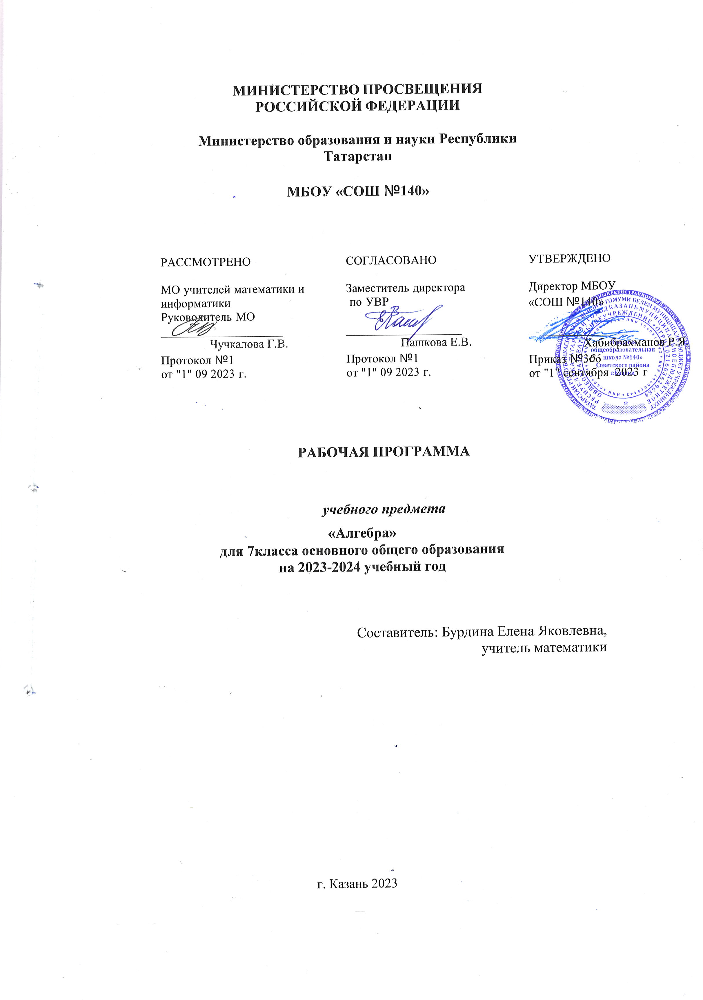 МИНИСТЕРСТВО ПРОСВЕЩЕНИЯ
РОССИЙСКОЙ ФЕДЕРАЦИИ
Министерство образования и науки Республики
Татарстан
МБОУ «СОШ №140»
РАССМОТРЕНО
МО учителей математики и
информатики
Руководитель МО
Чучкалова Г.В.
Протокол №1
от "1" 09 2023 г.
СОГЛАСОВАНО
Заместитель директора
по УВР
Пашкова Е.В.
Протокол №1
от "1" 09 2023 г.
УТВЕРЖДЕНО
Директор МБОУ
«СОШ №140»
Хабибрахманов Р.Я.
Приказ
от "1" сентября 2023 г
общеобразовательная
школа №140»
Советского района
г.Казани
РАБОЧАЯ ПРОГРАММА
учебного предмета
«Алгебра»
для 7класса основного общего образования
на 2023-2024 учебный год
Составитель: Бурдина Елена Яковлевна,
учитель математики
г. Казань 2023